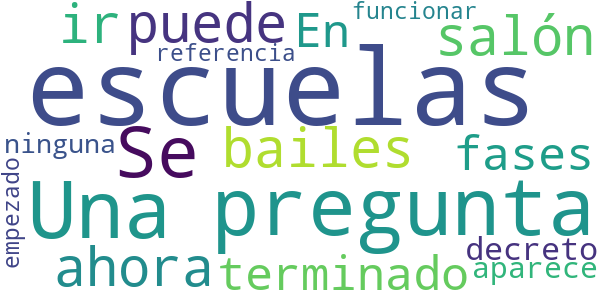 ir puede En funcionar
referencia salón
escuelas
ninguna Se bailes fases
empezado Una pregunta
ahora terminado decreto
aparece